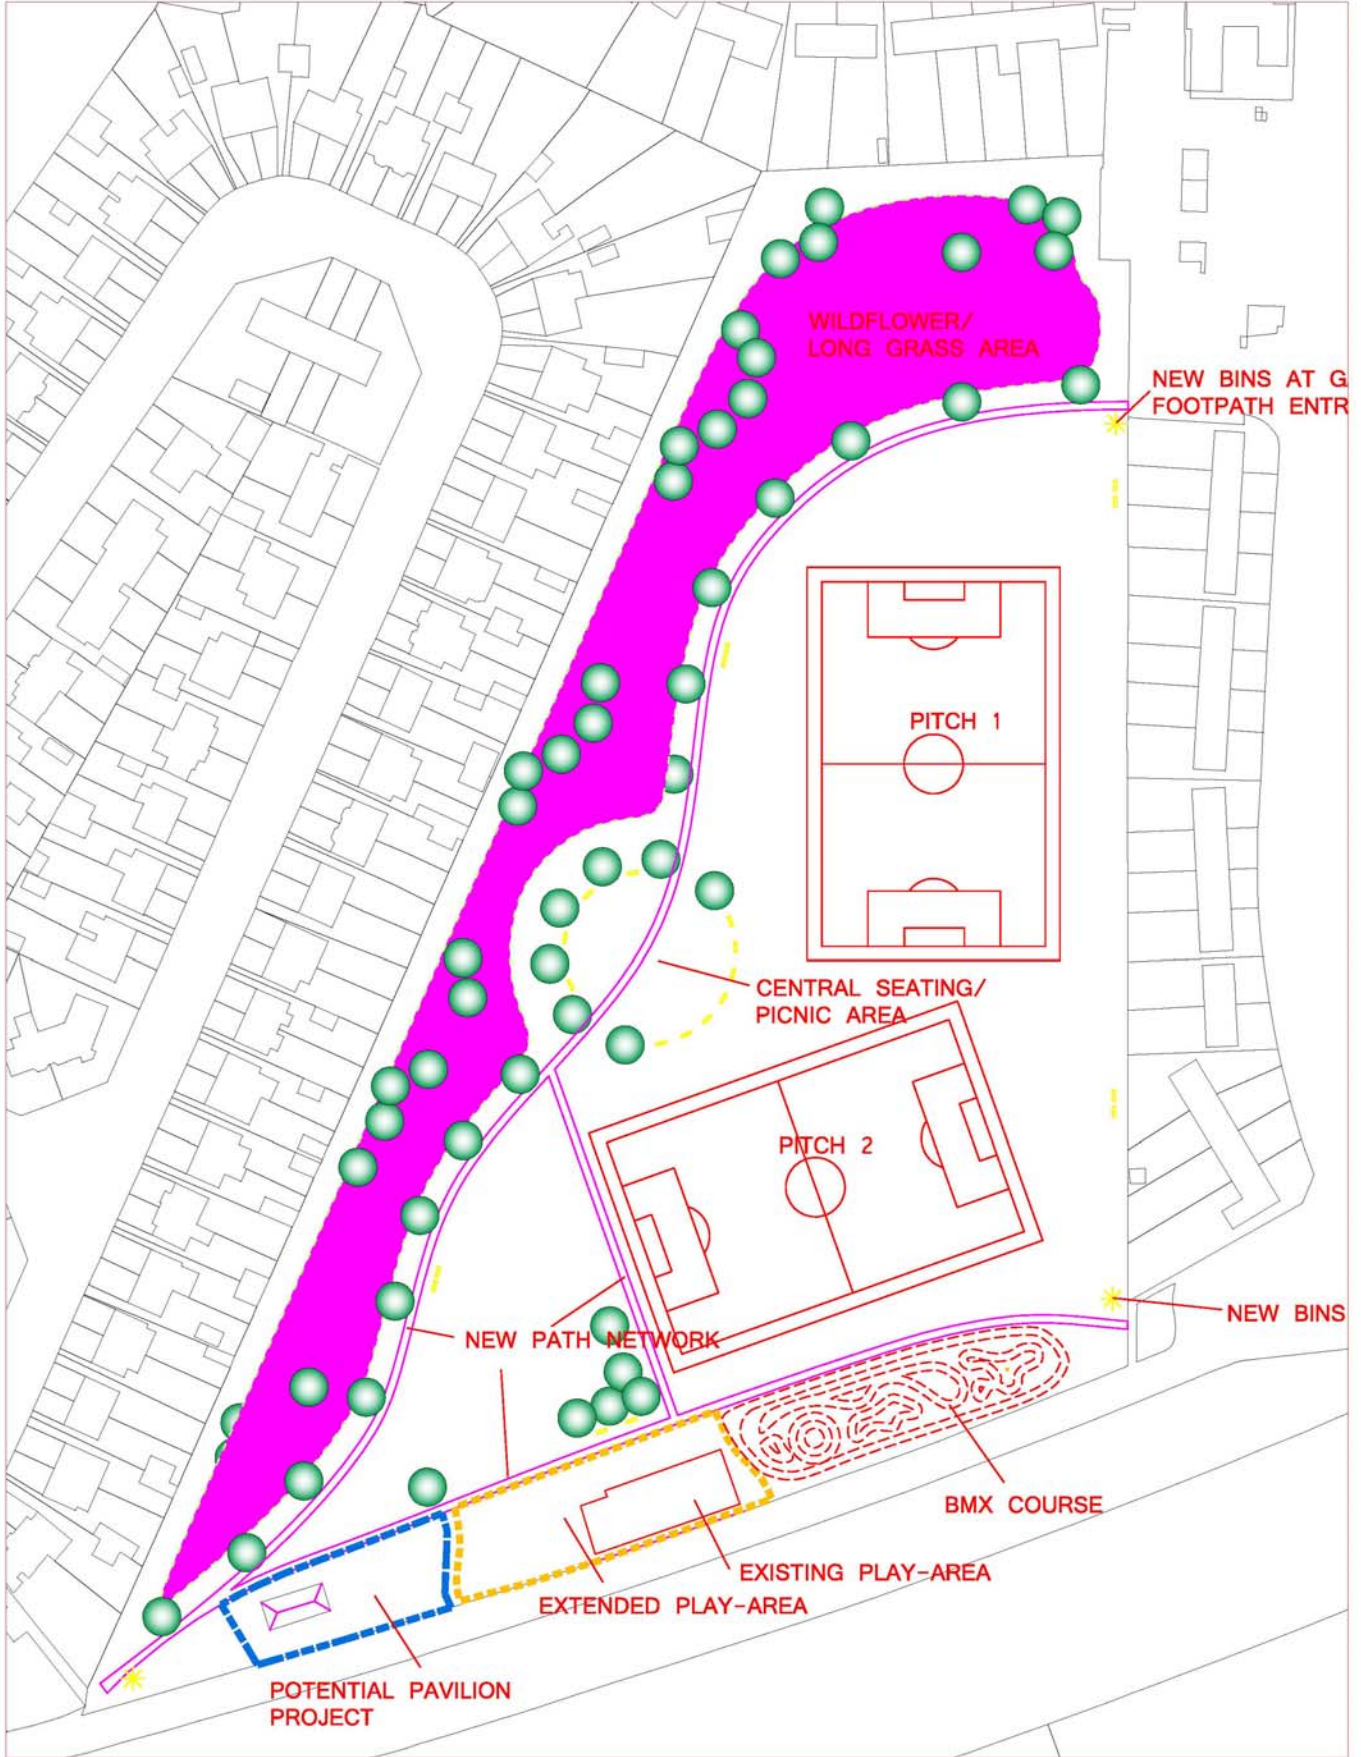 WILDFLOWER/
LONG GRASS AREA
NEW BINS AT G
FOOTPATH ENTR
PITCH 1
CENTRAL SEATING/
PICNIC AREA
PITCH 2
NEW BINS
NEW PATH NETWORK
BMX COURSE
EXISTING PLAY-AREA
EXTENDED PLAY-AREA
POTENTIAL PAVILION
PROJECT